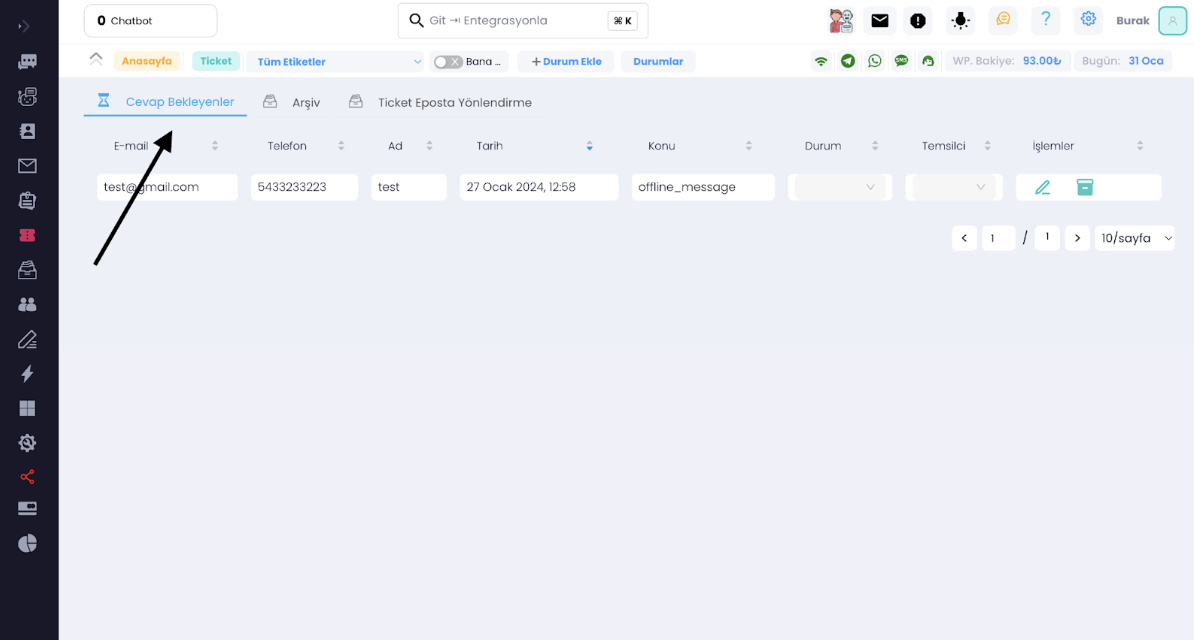 0 Chatbot
Git ⇥ Entegrasyonla
⌘ K
Burak
Anasayfa
Ticket
Tüm Etiketler
Bana ...
+ Durum Ekle
Durumlar
SMS
WP. Bakiye: 93.00₺
Bugün: 31 Oca
Cevap Bekleyenler
Arşiv
Ticket Eposta Yönlendirme
E-mail
Telefon
Ad
Tarih
Konu
Durum
Temsilci
İşlemler
test@gmail.com
5433233223
test
27 Ocak 2024, 12:58
offline_message
1 / 1
10/sayfa